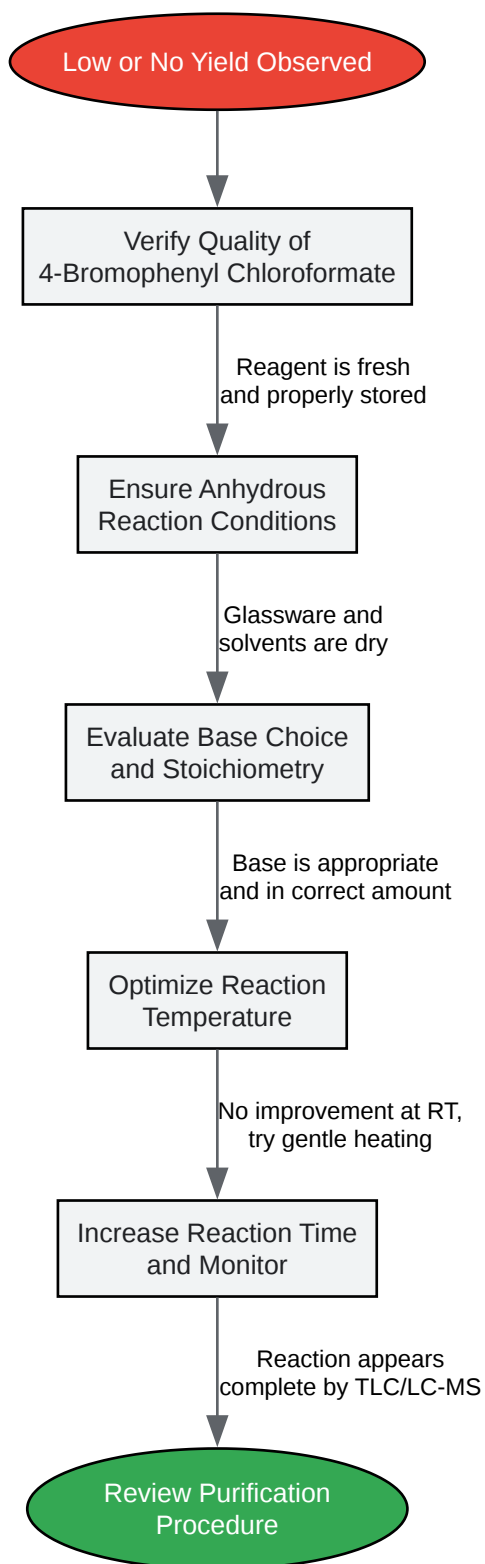 Low or No Yield Observed
Verify Quality of
4-Bromophenyl Chloroformate
Reagent is fresh
and properly stored
Ensure Anhydrous
Reaction Conditions
Glassware and
solvents are dry
Evaluate Base Choice
and Stoichiometry
Base is appropriate
and in correct amount
Optimize Reaction
Temperature
No improvement at RT,
try gentle heating
Increase Reaction Time
and Monitor
Reaction appears
complete by TLC/LC-MS
Review Purification
Procedure